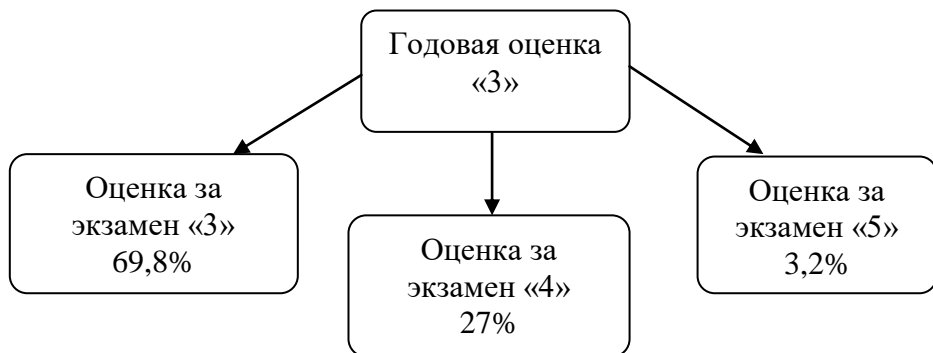 Годовая оценка
«3»
Оценка за
экзамен «3»
69,8%
Оценка за
экзамен «4»
27%
Оценка за
экзамен «5»
3,2%